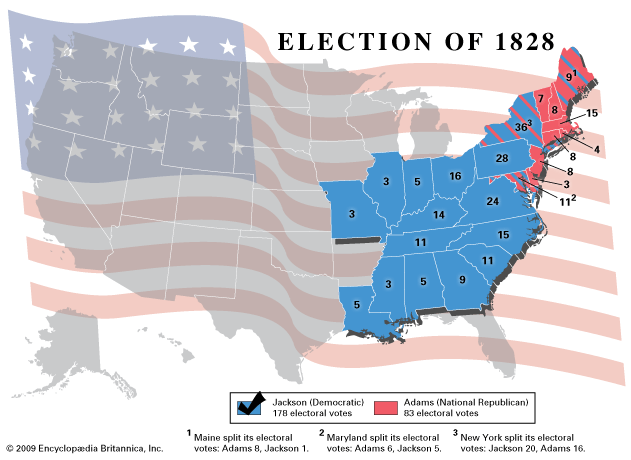 ELECTION OF 1828
9¹
7
8
15
36³
4
8
28
8
3
11²
3
5
16
24
3
14
15
11
11
3
5
9
5
Jackson (Democratic)
178 electoral votes
Adams (National Republican)
83 electoral votes
¹ Maine split its electoral
votes: Adams 8, Jackson 1.
² Maryland split its electoral
votes: Adams 6, Jackson 5.
³ New York split its electoral
votes: Jackson 20, Adams 16.
© 2009 Encyclopædia Britannica, Inc.